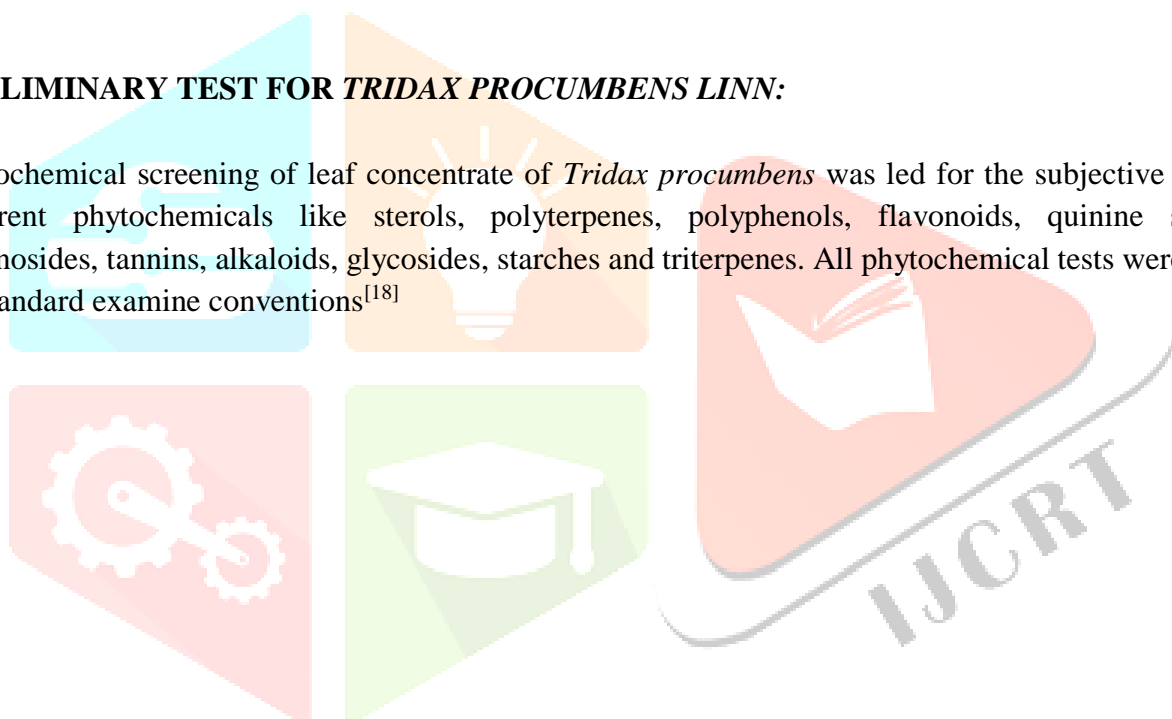 LIMINARY TEST FOR TRIDAX PROCUMBENS LINN:
ochemical screening of leaf concentrate of Tridax procumbens was led for the subjective
rent phytochemicals like sterols, polyterpenes, polyphenols, flavonoids, quinine s
nosides, tannins, alkaloids, glycosides, starches and triterpenes. All phytochemical tests were
andard examine conventions[18]
IJCRT